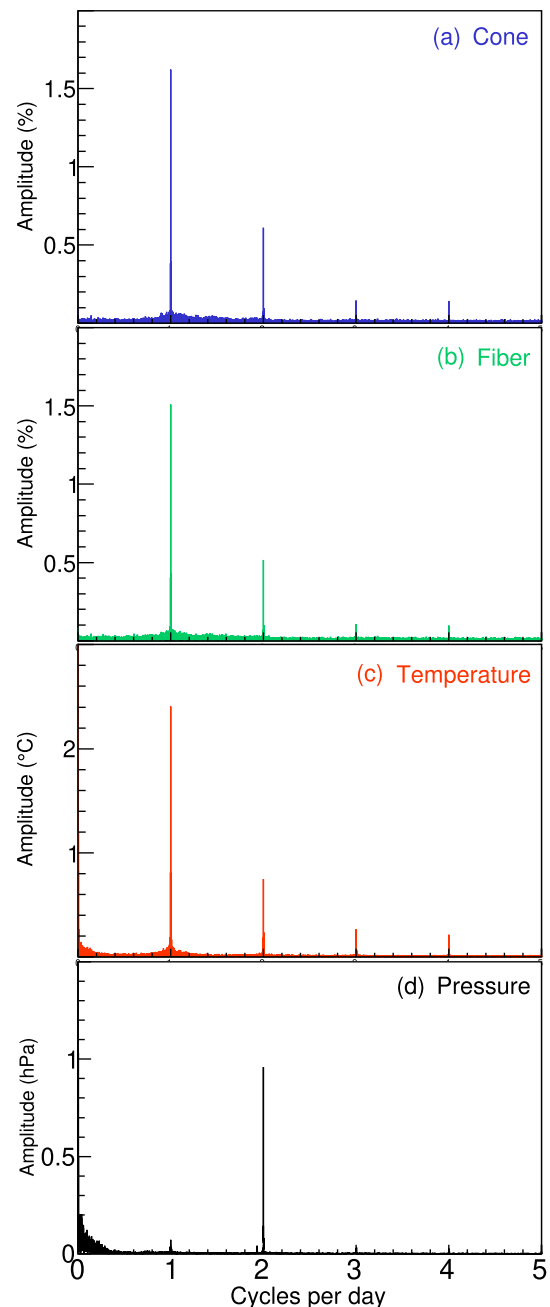 (a) Cone
Amplitude (%)
1.5
1
0.5
(b) Fiber
Amplitude (%)
1.5
1
0.5
(c) Temperature
Amplitude (°C)
2
1
(d) Pressure
Amplitude (hPa)
1
0.5
0
0 1 2 3 4 5
Cycles per day